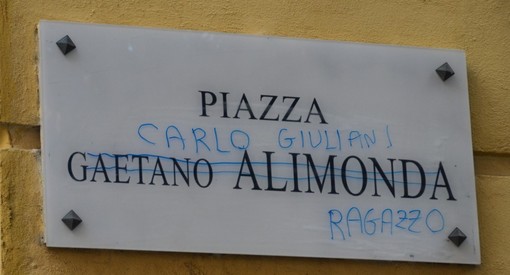 PIAZZA
CARLO GIULIANI
GAETANO ALIMONDA
RAGAZZO